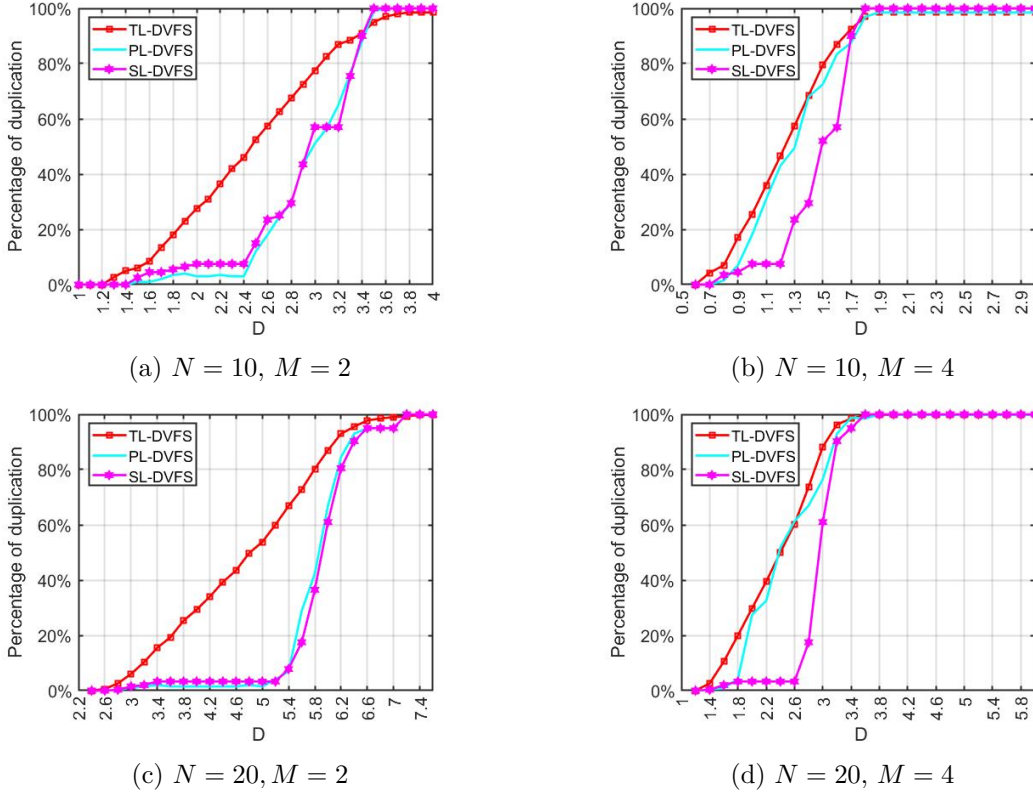 100%
80%
60%
40%
20%
0%
Percentage of duplication
TL-DVFS
PL-DVFS
SL-DVFS
1 1.2 1.4 1.6 1.8 2 2.2 2.4 2.6 2.8 3 3.2 3.4 3.6 3.8 4
D
(a) N = 10, M = 2
100%
80%
60%
40%
20%
0%
Percentage of duplication
TL-DVFS
PL-DVFS
SL-DVFS
0.5 0.7 0.9 1.1 1.3 1.5 1.7 1.9 2.1 2.3 2.5 2.7 2.9
D
(b) N = 10, M = 4
100%
80%
60%
40%
20%
0%
Percentage of duplication
TL-DVFS
PL-DVFS
SL-DVFS
2.2 2.6 3 3.4 3.8 4.2 4.6 5 5.4 5.8 6.2 6.6 7 7.4
D
(c) N = 20, M = 2
100%
80%
60%
40%
20%
0%
Percentage of duplication
TL-DVFS
PL-DVFS
SL-DVFS
1 1.4 1.8 2.2 2.6 3 3.4 3.8 4.2 4.6 5 5.4 5.8
D
(d) N = 20, M = 4